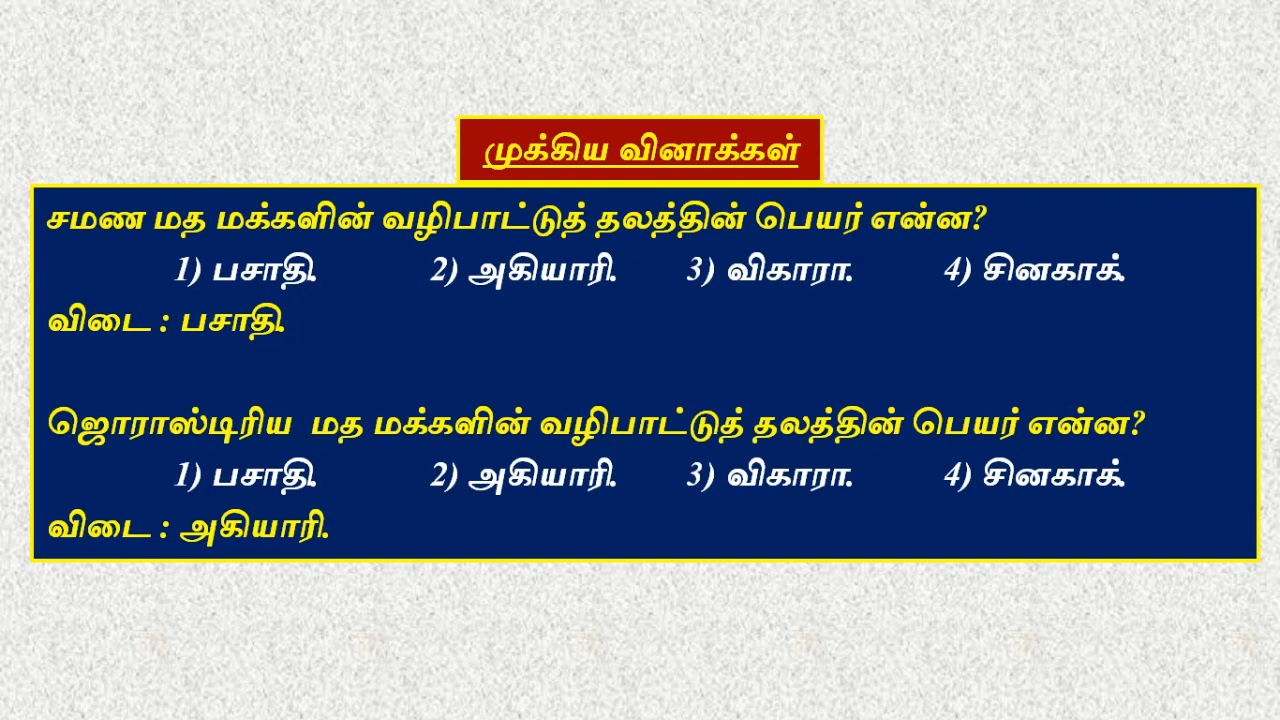 முக்கிய வினாக்கள்
சமண மத மக்களின் வழிபாட்டுத் தலத்தின் பெயர் என்ன?
1) பசாதி. 2) அகியாரி. 3) விகாரா. 4) சினகாக்.
விடை : பசாதி.
ஜொராஸ்டிரிய மத மக்களின் வழிபாட்டுத் தலத்தின் பெயர் என்ன?
1) பசாதி. 2) அகியாரி. 3) விகாரா. 4) சினகாக்.
விடை : அகியாரி.